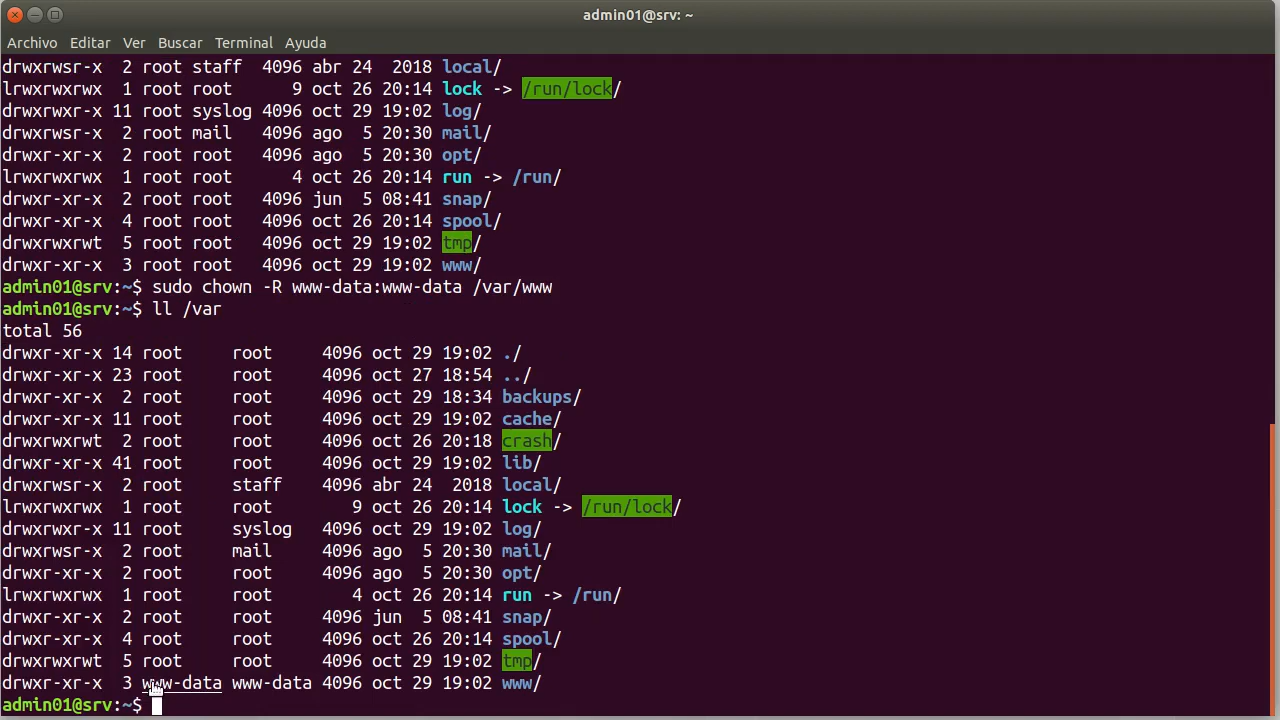 admin01@srv: ~
Archivo Editar Ver Buscar Terminal Ayuda
drwxrwsr-x  2 root staff  4096 abr 24  2018 local/
lrwxrwxrwx  1 root root      9 oct 26 20:14 lock -> /run/lock/
drwxrwxr-x 11 root syslog 4096 oct 29 19:02 log/
drwxrwsr-x  2 root mail   4096 ago  5 20:30 mail/
drwxr-xr-x  2 root root   4096 ago  5 20:30 opt/
lrwxrwxrwx  1 root root      4 oct 26 20:14 run -> /run/
drwxr-xr-x  2 root root   4096 jun  5 08:41 snap/
drwxr-xr-x  4 root root   4096 oct 26 20:14 spool/
drwxrwxrwt  5 root root   4096 oct 29 19:02 tmp/
drwxr-xr-x  3 root root   4096 oct 29 19:02 www/
admin01@srv:~$ sudo chown -R www-data:www-data /var/www
admin01@srv:~$ ll /var
total 56
drwxr-xr-x 14 root     root     4096 oct 29 19:02 ./
drwxr-xr-x 23 root     root     4096 oct 27 18:54 ../
drwxr-xr-x  2 root     root     4096 oct 29 18:34 backups/
drwxr-xr-x 11 root     root     4096 oct 29 19:02 cache/
drwxrwxrwt  2 root     root     4096 oct 26 20:18 crash/
drwxr-xr-x 41 root     root     4096 oct 29 19:02 lib/
drwxrwsr-x  2 root     staff    4096 abr 24  2018 local/
lrwxrwxrwx  1 root     root        9 oct 26 20:14 lock -> /run/lock/
drwxrwxr-x 11 root     syslog   4096 oct 29 19:02 log/
drwxrwsr-x  2 root     mail     4096 ago  5 20:30 mail/
drwxr-xr-x  2 root     root     4096 ago  5 20:30 opt/
lrwxrwxrwx  1 root     root        4 oct 26 20:14 run -> /run/
drwxr-xr-x  2 root     root     4096 jun  5 08:41 snap/
drwxr-xr-x  4 root     root     4096 oct 26 20:14 spool/
drwxrwxrwt  5 root     root     4096 oct 29 19:02 tmp/
drwxr-xr-x  3 www-data www-data 4096 oct 29 19:02 www/
admin01@srv:~$